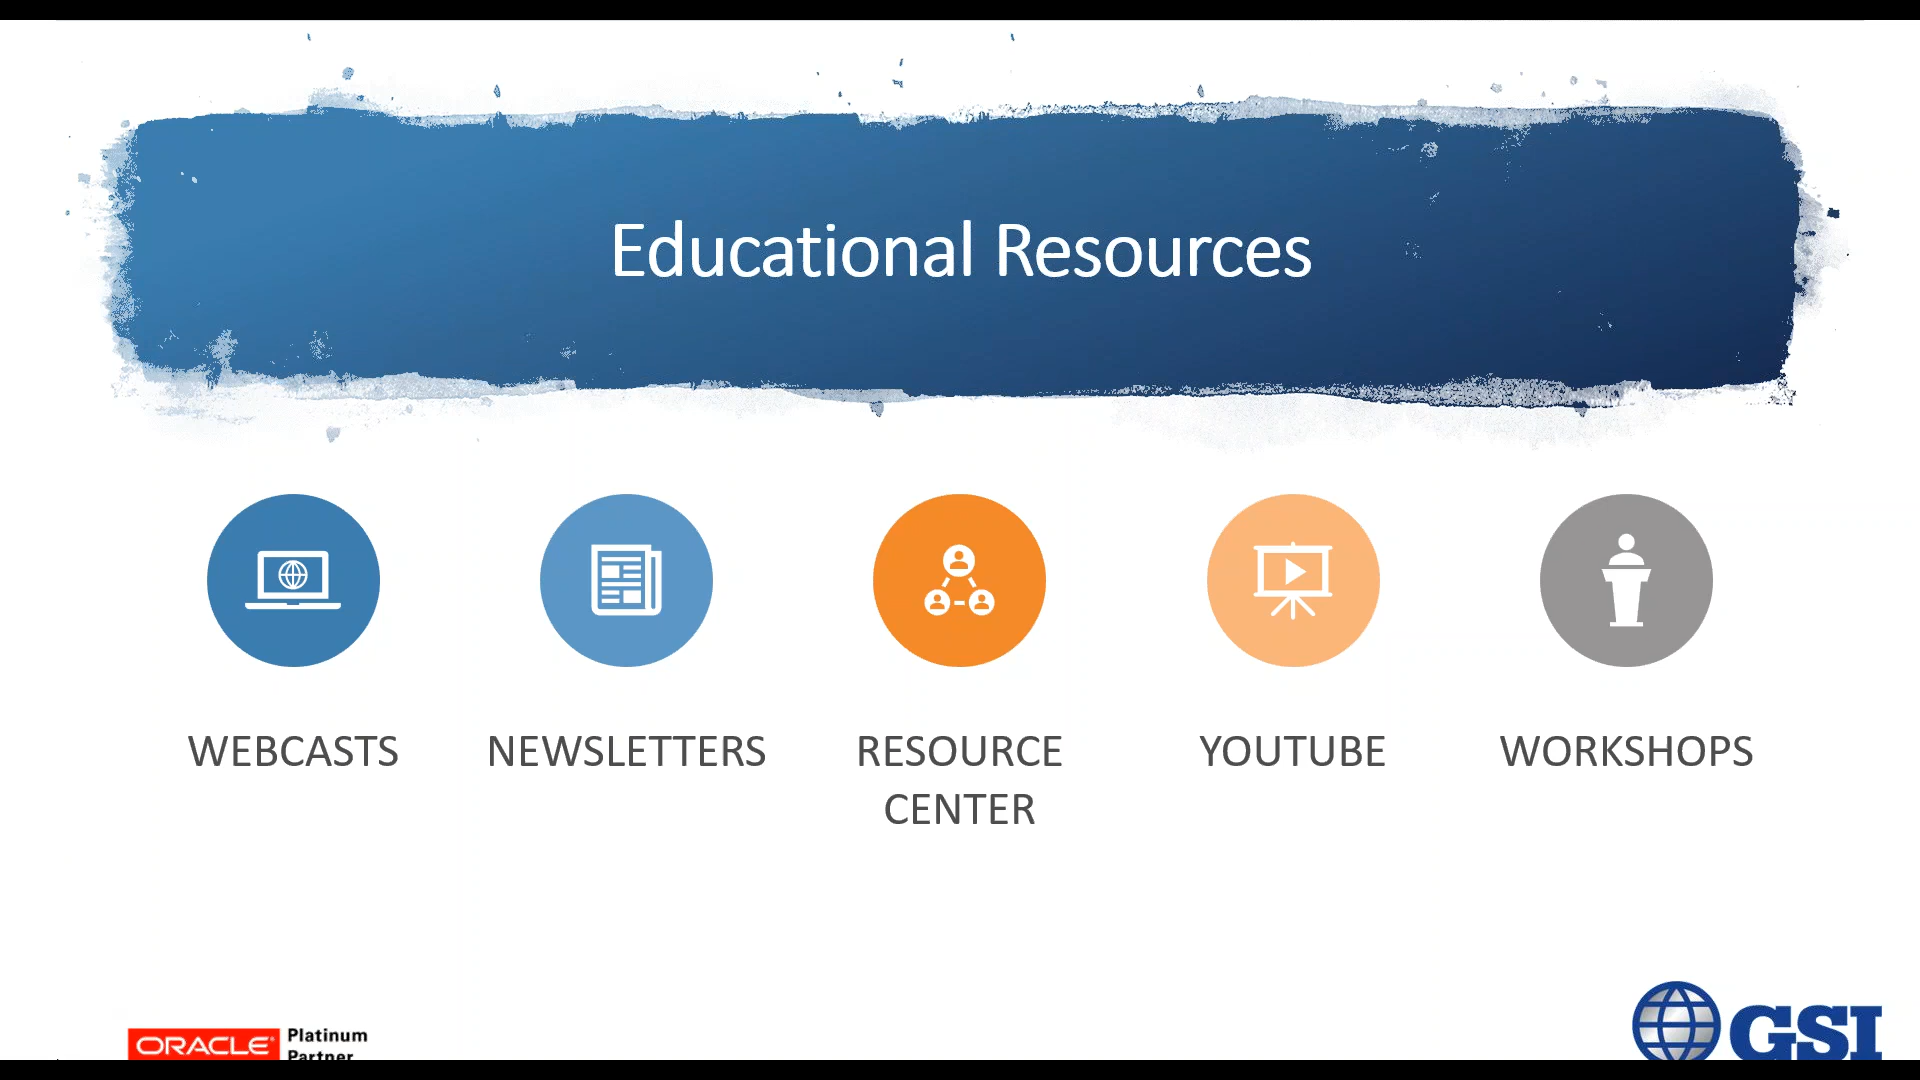 Educational Resources
WEBCASTS
NEWSLETTERS
RESOURCE
CENTER
YOUTUBE
WORKSHOPS
ORACLE
Platinum
Partner
GSI